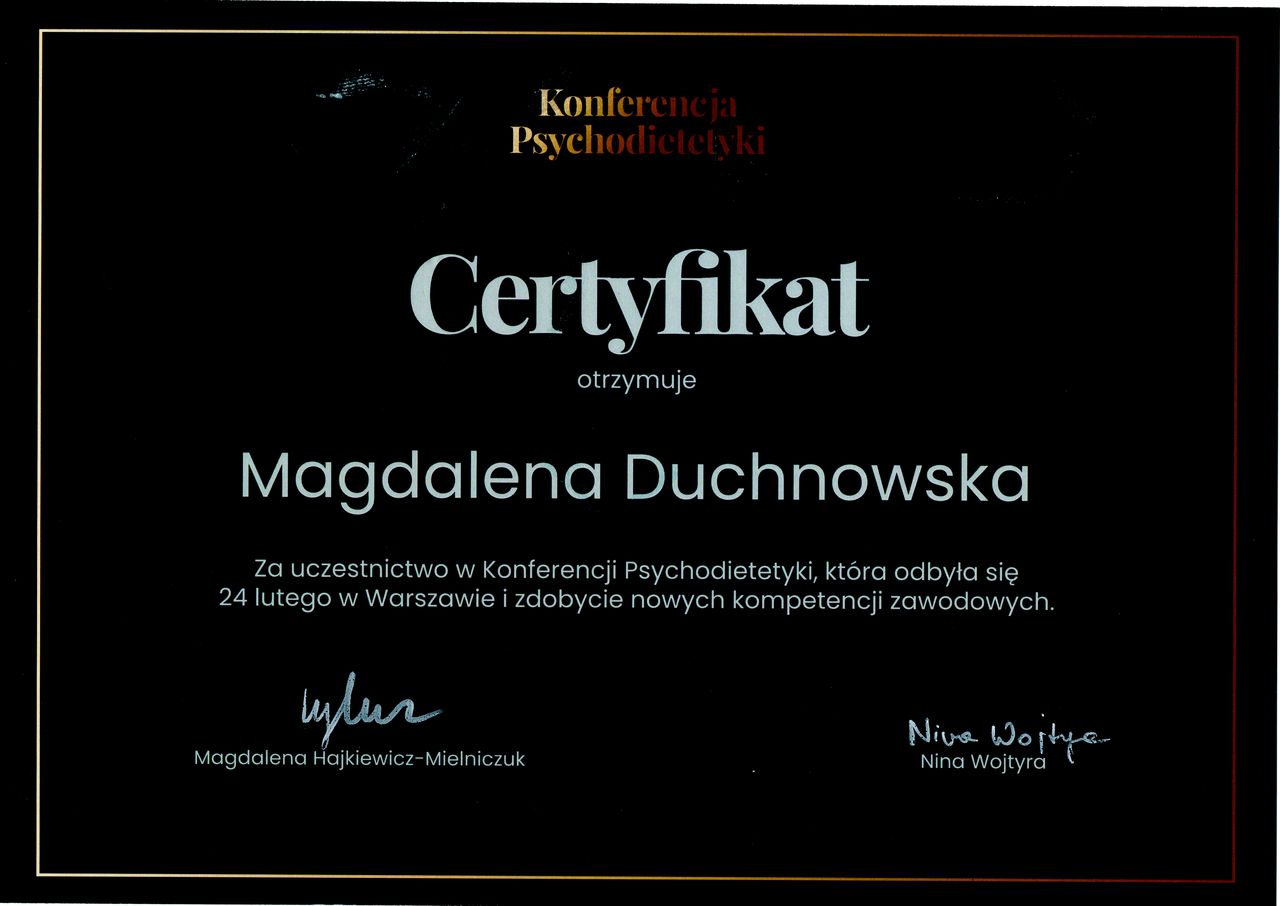 Konferencja
Psychodietetyki
Certyfikat
otrzymuje
Magdalena Duchnowska
Za uczestnictwo w Konferencji Psychodietetyki, która odbyła się
24 lutego w Warszawie i zdobycie nowych kompetencji zawodowych.
Nina Wojtyra
Magdalena Hajkiewicz-Mielniczuk
Nina Wojtyra